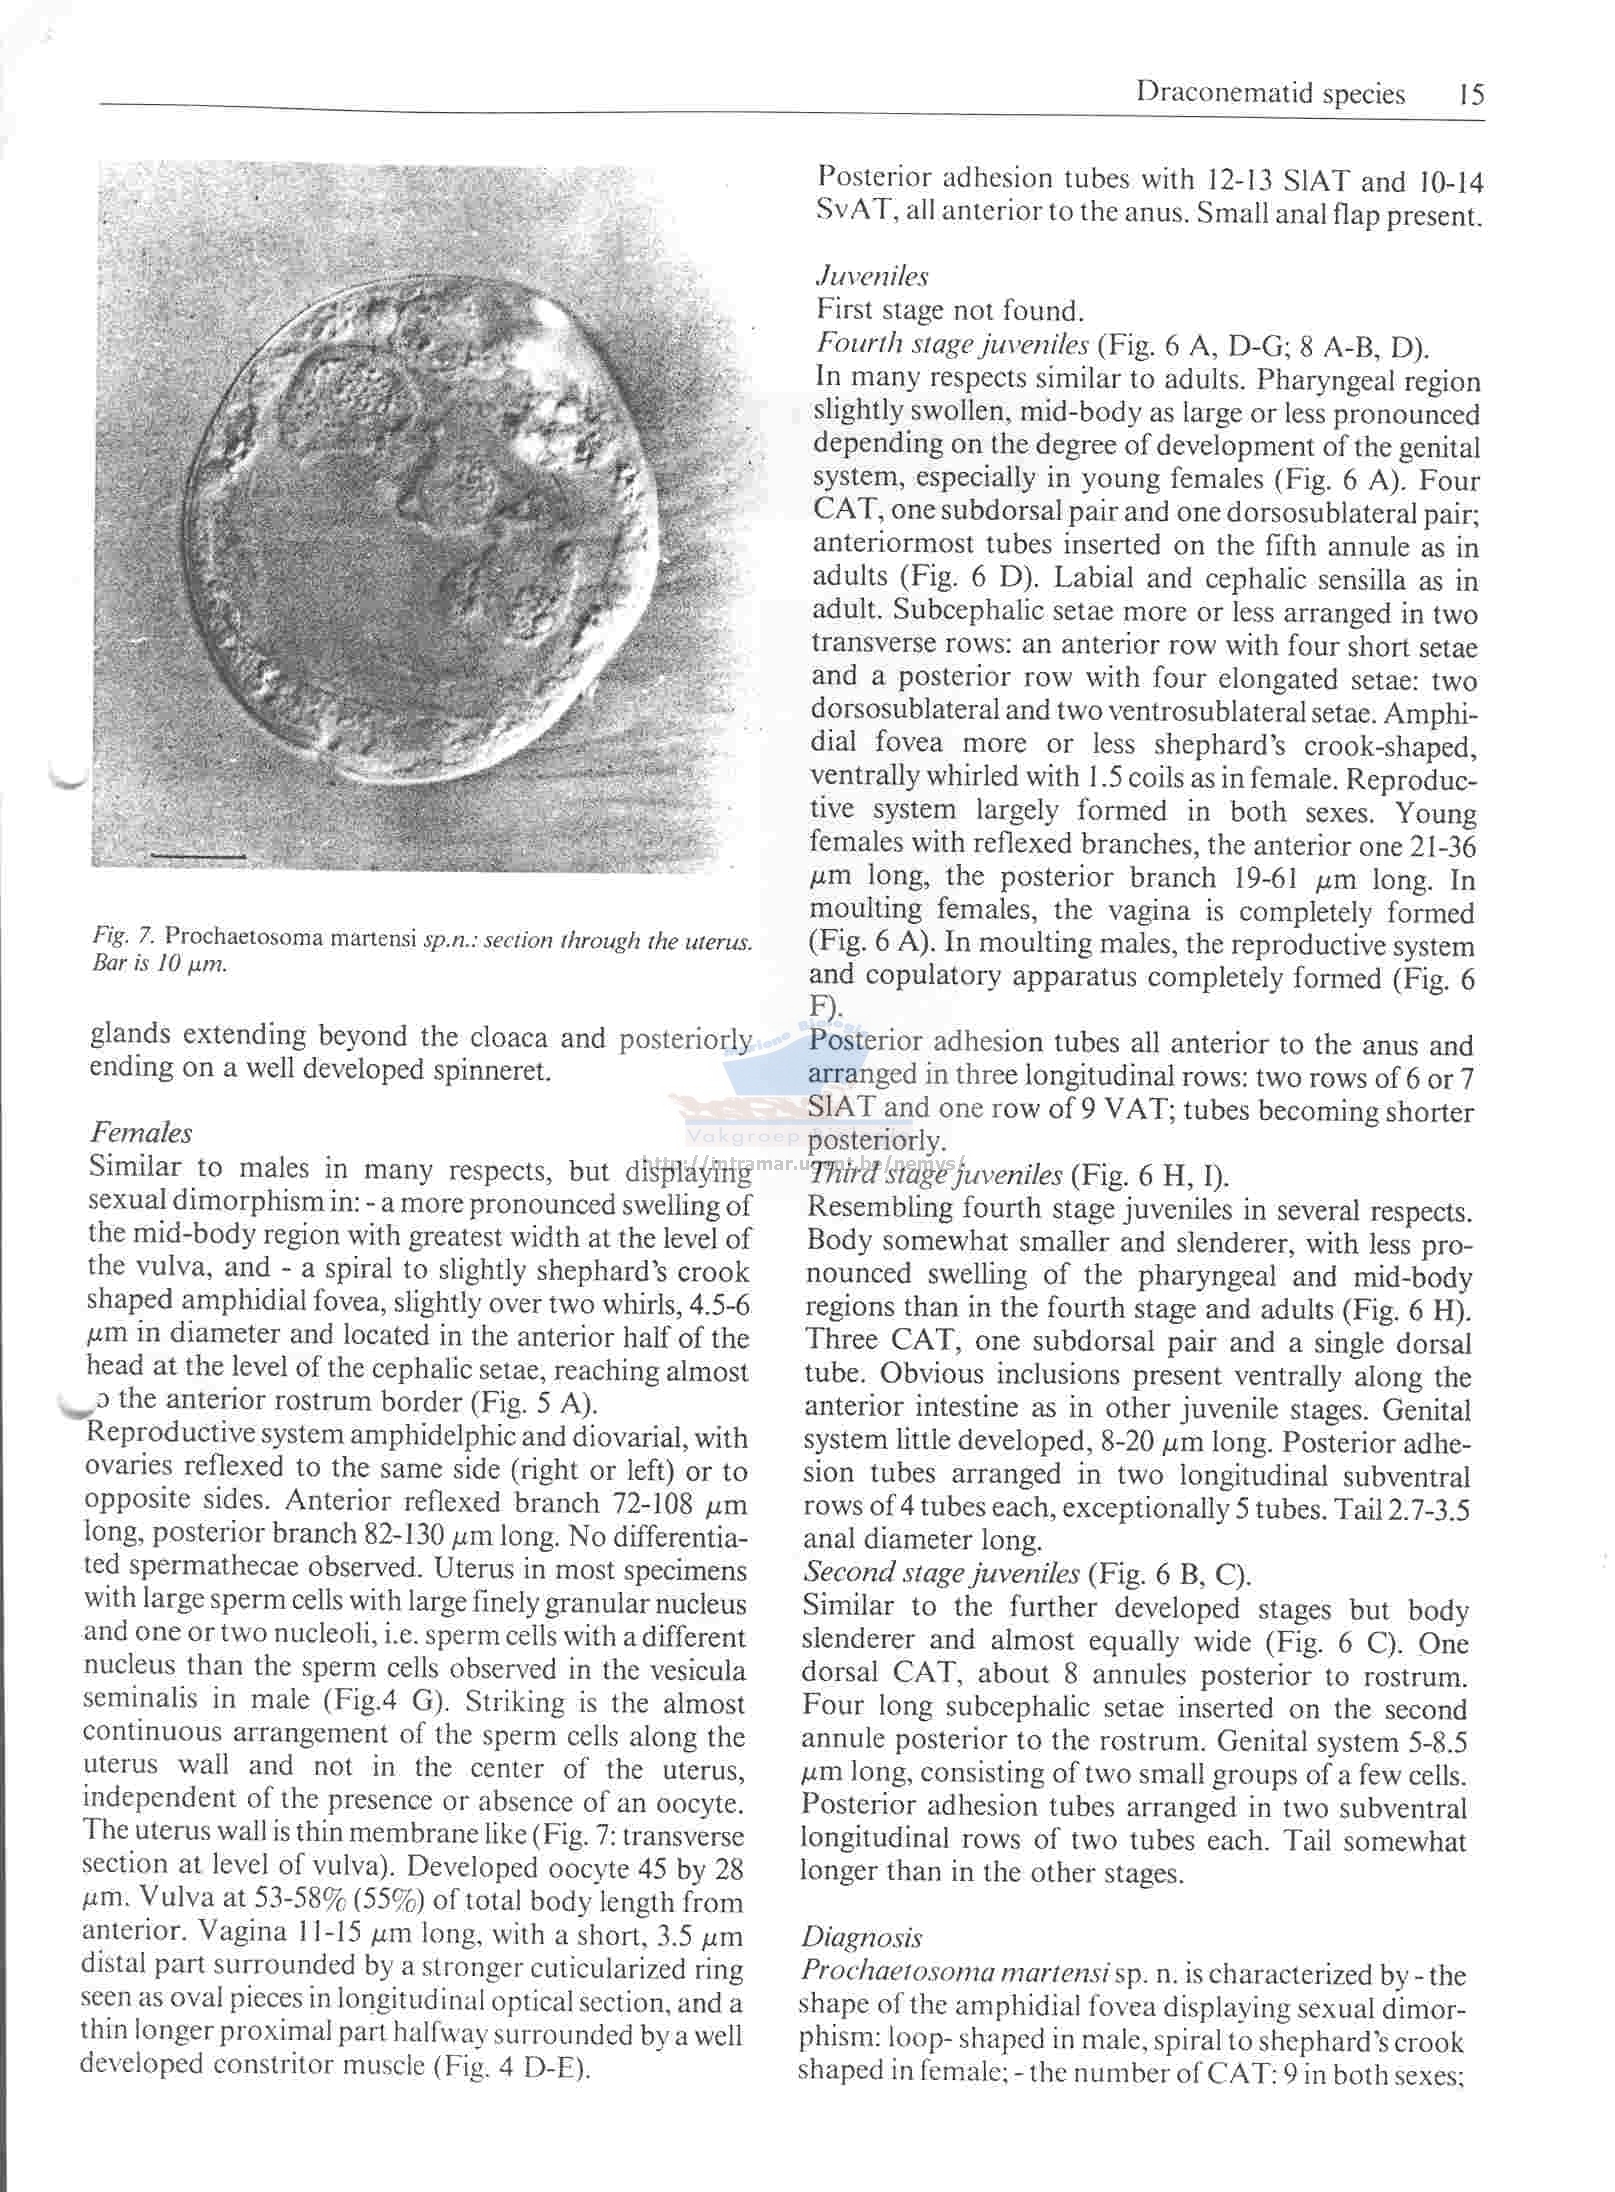 Draconematid species 15
Fig. 7. Prochaetosoma martensi sp.n.: section through the uterus.
Bar is 10 μm.
glands extending beyond the cloaca and posteriorly
ending on a well developed spinneret.
Females
Similar to males in many respects, but displaying
sexual dimorphism in: - a more pronounced swelling of
the mid-body region with greatest width at the level of
the vulva, and - a spiral to slightly shephard's crook
shaped amphidial fovea, slightly over two whirls, 4.5-6
μm in diameter and located in the anterior half of the
head at the level of the cephalic setae, reaching almost
o the anterior rostrum border (Fig. 5 A).
Reproductive system amphidelphic and diovarial, with
ovaries reflexed to the same side (right or left) or to
opposite sides. Anterior reflexed branch 72-108 μm
long, posterior branch 82-130 μm long. No differentia-
ted spermathecae observed. Uterus in most specimens
with large sperm cells with large finely granular nucleus
and one or two nucleoli, i.e. sperm cells with a different
nucleus than the sperm cells observed in the vesicula
seminalis in male (Fig.4 G). Striking is the almost
continuous arrangement of the sperm cells along the
uterus wall and not in the center of the uterus,
independent of the presence or absence of an oocyte.
The uterus wall is thin membrane like (Fig. 7: transverse
section at level of vulva). Developed oocyte 45 by 28
μm. Vulva at 53-58% (55%) of total body length from
anterior. Vagina 11-15 μm long, with a short, 3.5 μm
distal part surrounded by a stronger cuticularized ring
seen as oval pieces in longitudinal optical section, and a
thin longer proximal part halfway surrounded by a well
developed constritor muscle (Fig. 4 D-E).
Posterior adhesion tubes with 12-13 SlAT and 10-14
SvAT, all anterior to the anus. Small anal flap present.
Juveniles
First stage not found.
Fourth stage juveniles (Fig. 6 A, D-G; 8 A-B, D).
In many respects similar to adults. Pharyngeal region
slightly swollen, mid-body as large or less pronounced
depending on the degree of development of the genital
system, especially in young females (Fig. 6 A). Four
CAT, one subdorsal pair and one dorsosublateral pair;
anteriormost tubes inserted on the fifth annule as in
adults (Fig. 6 D). Labial and cephalic sensilla as in
adult. Subcephalic setae more or less arranged in two
transverse rows: an anterior row with four short setae
and a posterior row with four elongated setae: two
dorsosublateral and two ventrosublateral setae. Amphi-
dial fovea more or less shephard's crook-shaped,
ventrally whirled with 1.5 coils as in female. Reproduc-
tive system largely formed in both sexes. Young
females with reflexed branches, the anterior one 21-36
μm long, the posterior branch 19-61 μm long. In
moulting females, the vagina is completely formed
(Fig. 6 A). In moulting males, the reproductive system
and copulatory apparatus completely formed (Fig. 6
F).
Posterior adhesion tubes all anterior to the anus and
arranged in three longitudinal rows: two rows of 6 or 7
SlAT and one row of 9 VAT; tubes becoming shorter
posteriorly.
Third stage juveniles (Fig. 6 H, I).
Resembling fourth stage juveniles in several respects.
Body somewhat smaller and slenderer, with less pro-
nounced swelling of the pharyngeal and mid-body
regions than in the fourth stage and adults (Fig. 6 H).
Three CAT, one subdorsal pair and a single dorsal
tube. Obvious inclusions present ventrally along the
anterior intestine as in other juvenile stages. Genital
system little developed, 8-20 μm long. Posterior adhe-
sion tubes arranged in two longitudinal subventral
rows of 4 tubes each, exceptionally 5 tubes. Tail 2.7-3.5
anal diameter long.
Second stage juveniles (Fig. 6 B, C).
Similar to the further developed stages but body
slenderer and almost equally wide (Fig. 6 C). One
dorsal CAT, about 8 annules posterior to rostrum.
Four long subcephalic setae inserted on the second
annule posterior to the rostrum. Genital system 5-8.5
μm long, consisting of two small groups of a few cells.
Posterior adhesion tubes arranged in two subventral
longitudinal rows of two tubes each. Tail somewhat
longer than in the other stages.
Diagnosis
Prochaetosoma martensi sp. n. is characterized by - the
shape of the amphidial fovea displaying sexual dimor-
phism: loop- shaped in male, spiral to shephard's crook
shaped in female; - the number of CAT: 9 in both sexes;
Vakgroep
http://intramar.ugent.be/nemys/